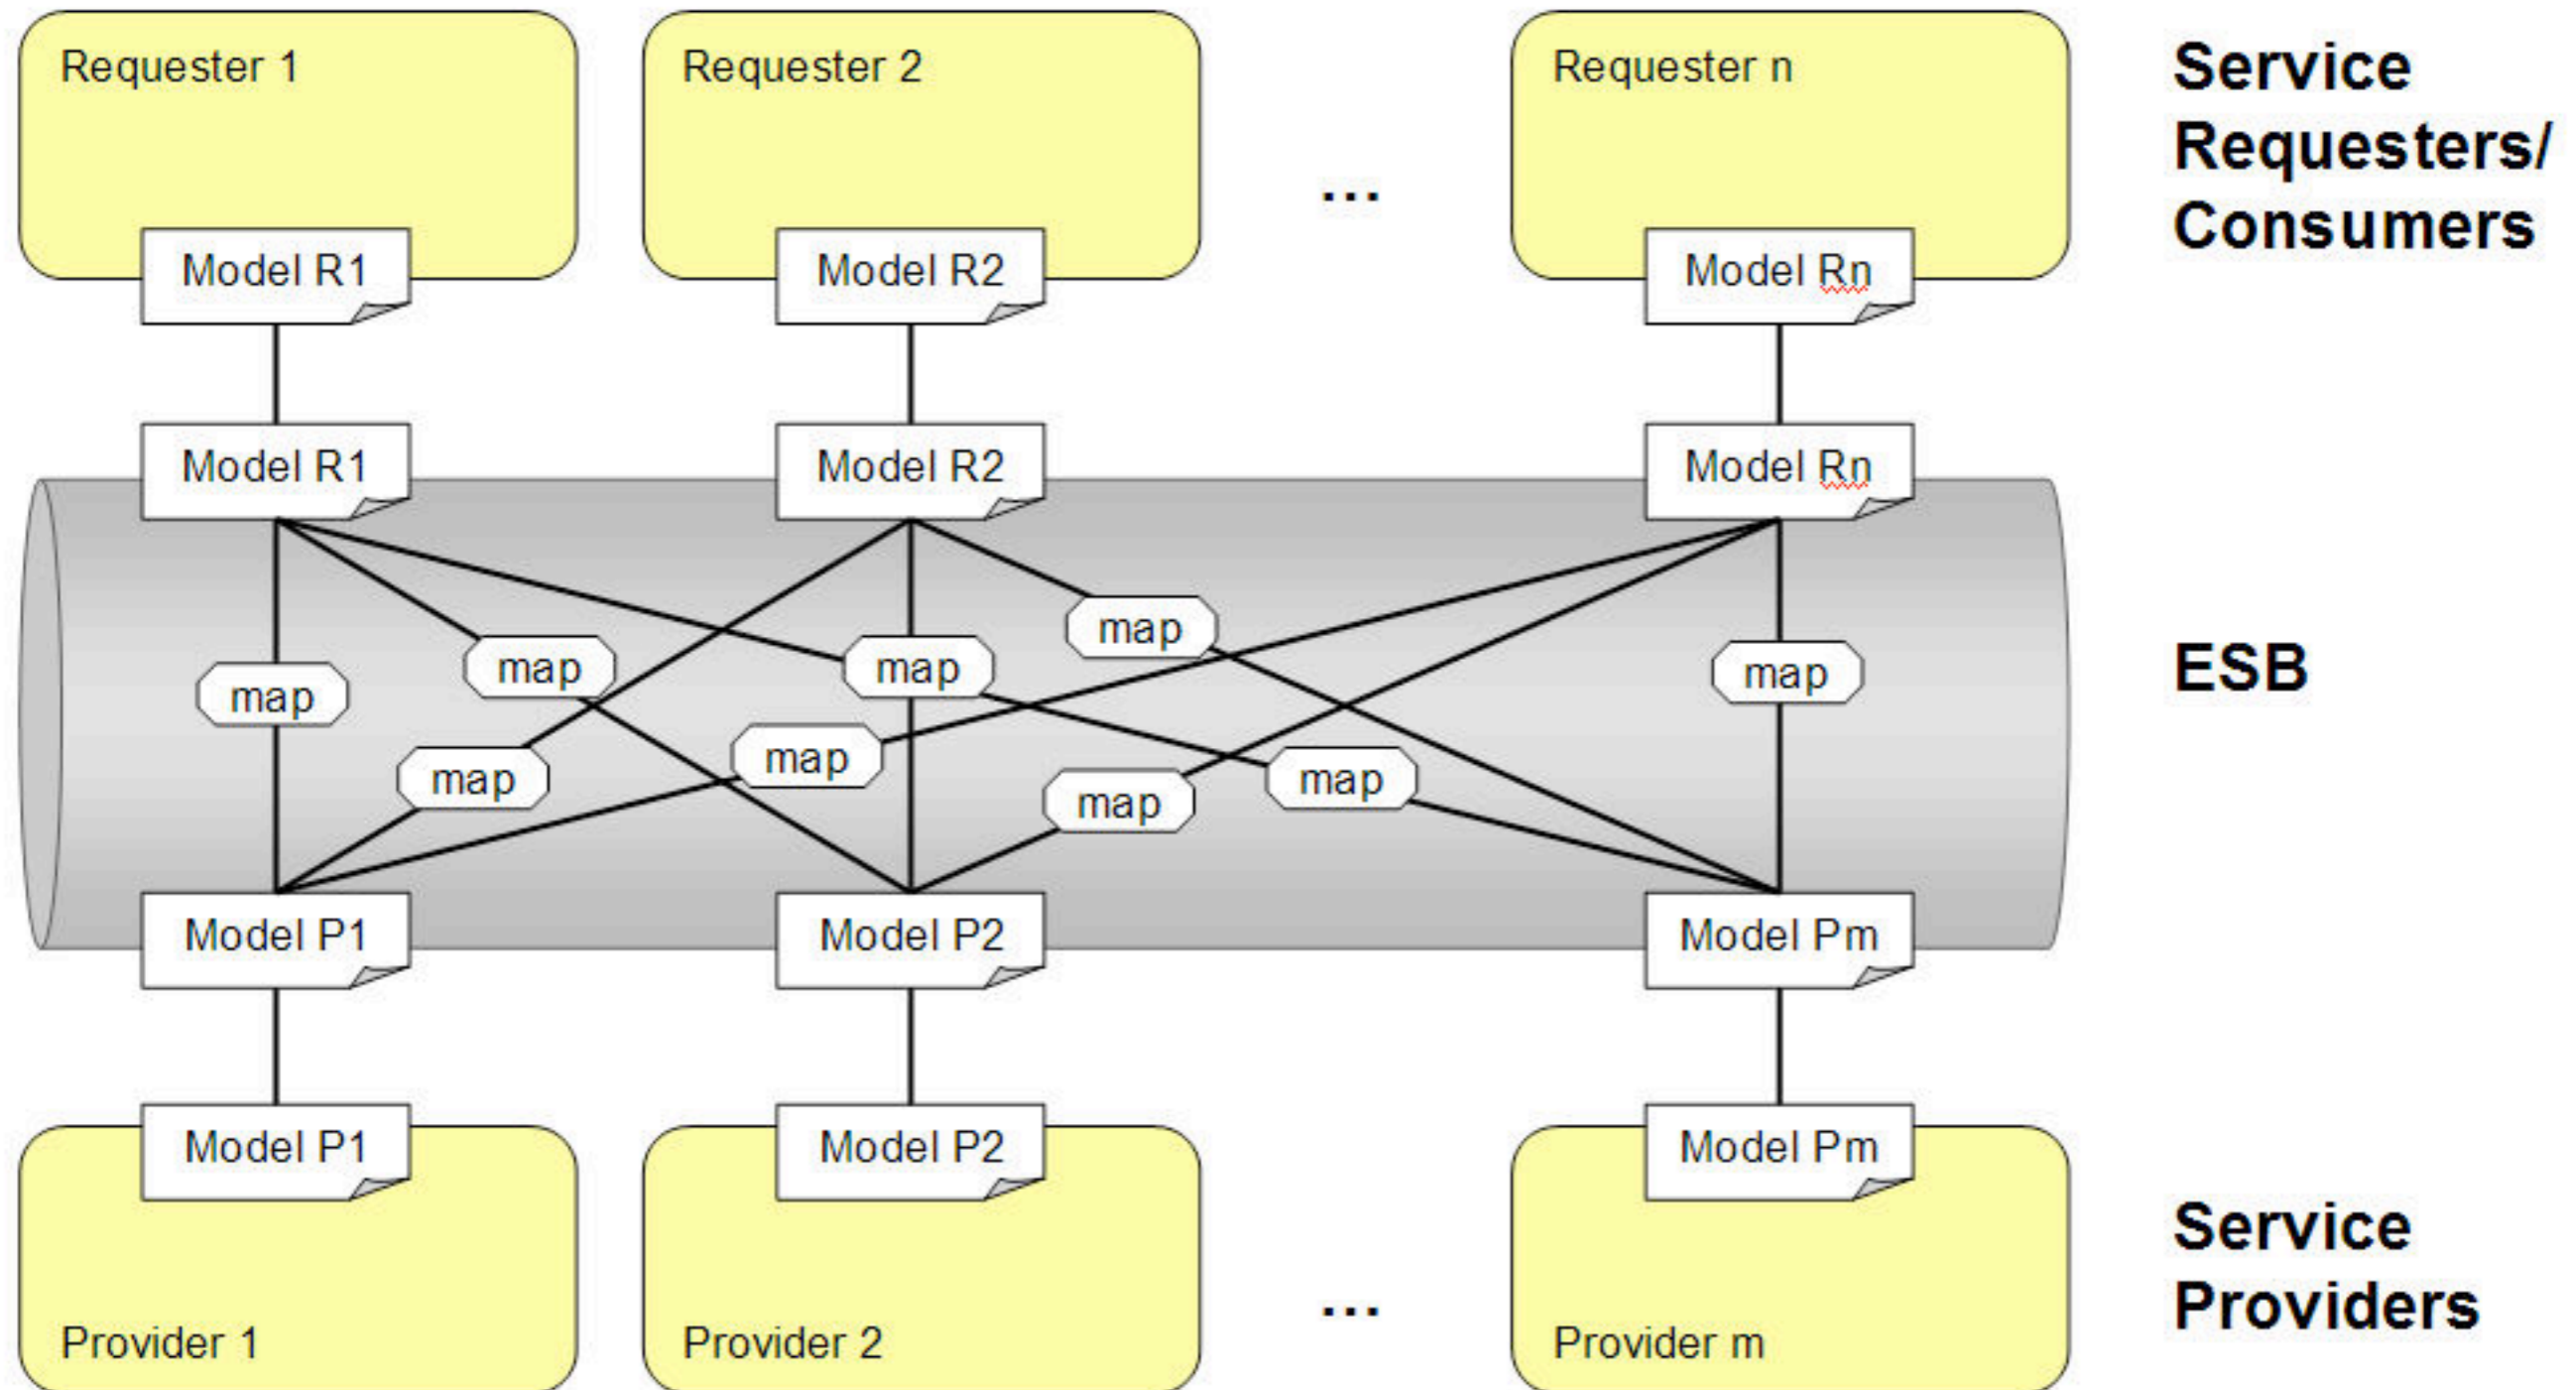 Requester 1
Requester 2
Requester n
Service
Requesters/
Consumers
...
Model R1
Model R2
Model Rn
Model R1
Model R2
Model Rn
map
map
map
map
map
map
map
map
map
ESB
Model P1
Model P2
Model Pm
Model P1
Model P2
Model Pm
Service
Providers
...
Provider 1
Provider 2
Provider m